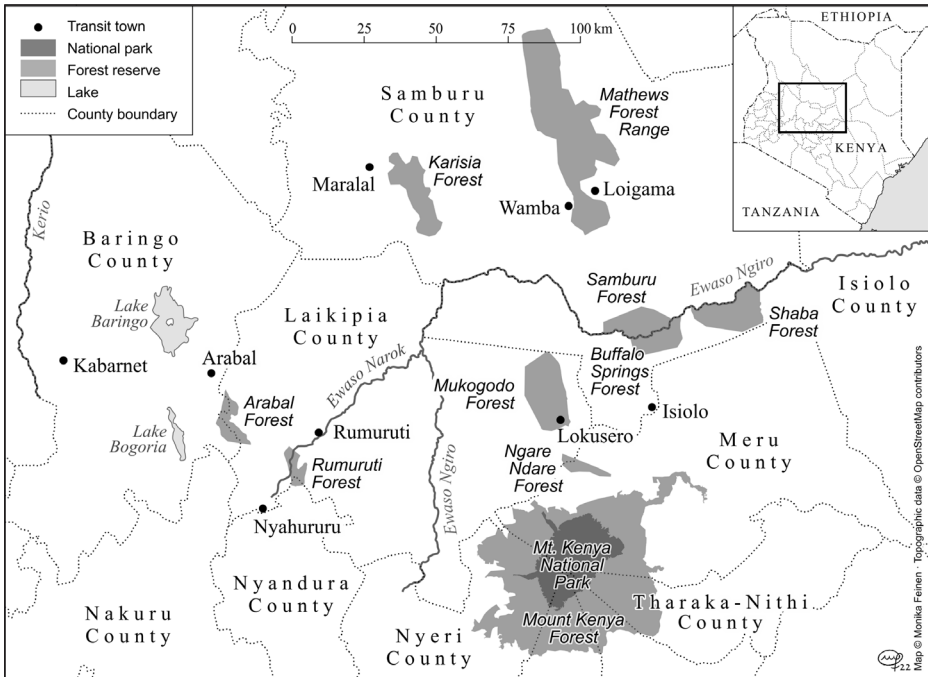 Transit town
National park
Forest reserve
Lake
County boundary
0 25 50 75 100 km
ETHIOPIA
KENYA
TANZANIA
Samburu
County
Mathews
Forest
Range
Karisia
Forest
Maralal
Loigama
Wamba
Kerio
Baringo
County
Lake
Baringo
Laikipia
County
Samburu
Forest
Ewaso Ngiro
Isiolo
County
Shaba
Forest
Buffalo
Springs
Forest
Kabarnet
Arabal
Ewaso Narok
Arabal
Forest
Mukogodo
Forest
Isiolo
Lake
Bogoria
Rumuruti
Lokusero
Meru
County
Ngare
Ndare
Forest
Rumuruti
Forest
Ewaso Ngiro
Nyahururu
Mt. Kenya
National
Park
Mount Kenya
Forest
Nyandura
County
Nakuru
County
Nyeri
County
Tharaka-Nithi
County
Map © Monika Feinen Topographic data © OpenStreetMap contributors
22